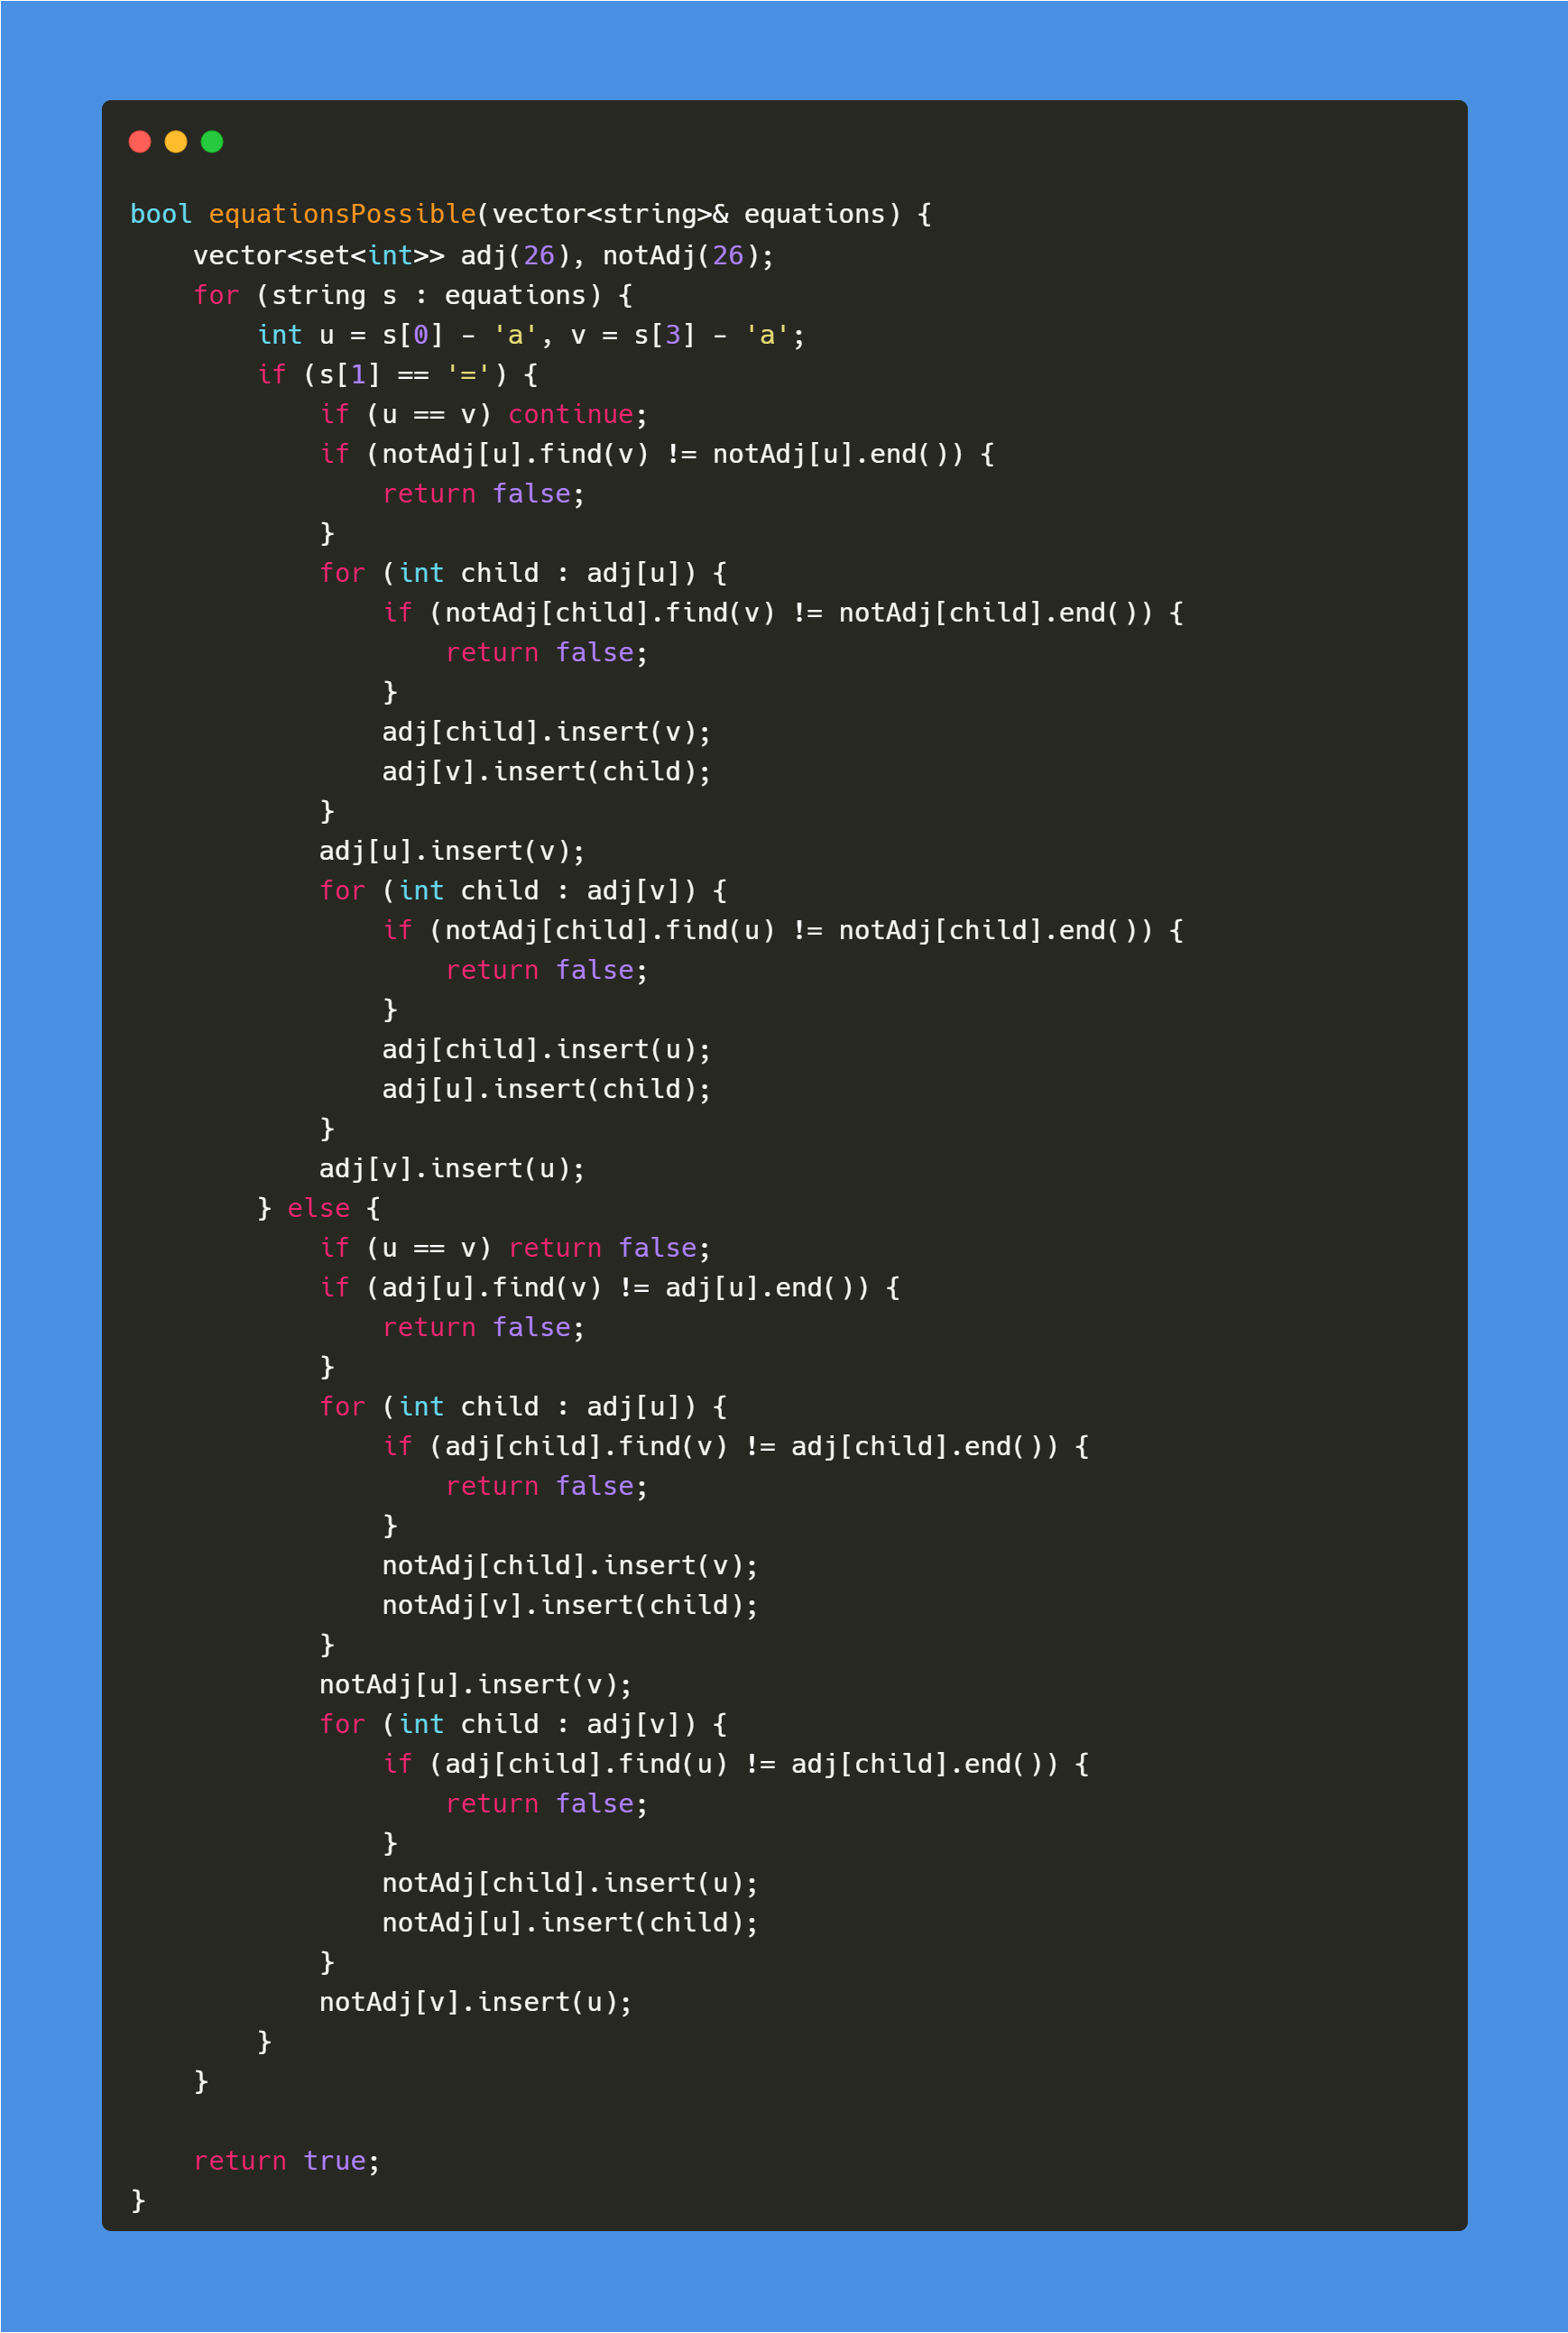 bool equationsPossible(vector<string>& equations) {
    vector<set<int>> adj(26), notAdj(26);
    for (string s : equations) {
        int u = s[0] - 'a', v = s[3] - 'a';
        if (s[1] == '=') {
            if (u == v) continue;
            if (notAdj[u].find(v) != notAdj[u].end()) {
                return false;
            }
            for (int child : adj[u]) {
                if (notAdj[child].find(v) != notAdj[child].end()) {
                    return false;
                }
                adj[child].insert(v);
                adj[v].insert(child);
            }
            adj[u].insert(v);
            for (int child : adj[v]) {
                if (notAdj[child].find(u) != notAdj[child].end()) {
                    return false;
                }
                adj[child].insert(u);
                adj[u].insert(child);
            }
            adj[v].insert(u);
        } else {
            if (u == v) return false;
            if (adj[u].find(v) != adj[u].end()) {
                return false;
            }
            for (int child : adj[u]) {
                if (adj[child].find(v) != adj[child].end()) {
                    return false;
                }
                notAdj[child].insert(v);
                notAdj[v].insert(child);
            }
            notAdj[u].insert(v);
            for (int child : adj[v]) {
                if (adj[child].find(u) != adj[child].end()) {
                    return false;
                }
                notAdj[child].insert(u);
                notAdj[u].insert(child);
            }
            notAdj[v].insert(u);
        }
    }

    return true;
}